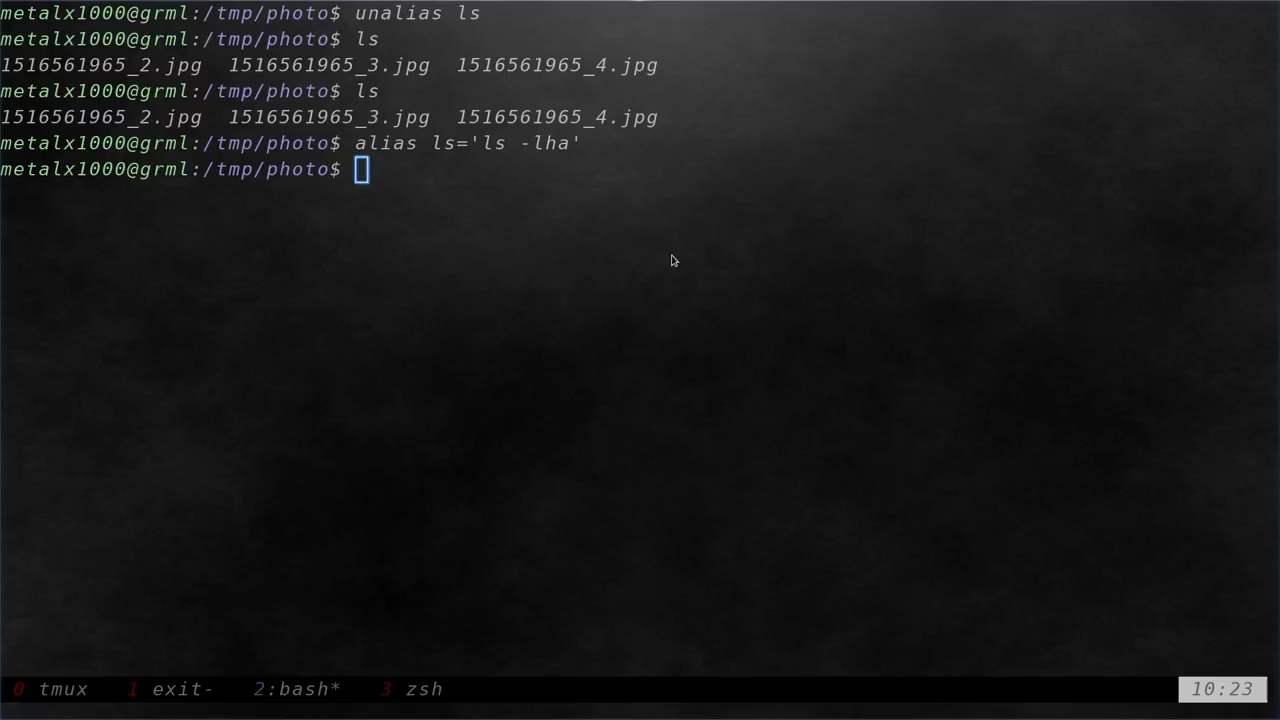 metalx1000@grml:/tmp/photo$ unalias ls
metalx1000@grml:/tmp/photo$ ls
1516561965_2.jpg  1516561965_3.jpg  1516561965_4.jpg
metalx1000@grml:/tmp/photo$ ls
1516561965_2.jpg  1516561965_3.jpg  1516561965_4.jpg
metalx1000@grml:/tmp/photo$ alias ls='ls -lha'
metalx1000@grml:/tmp/photo$
0 tmux  1 exit-  2:bash*  3 zsh  10:23